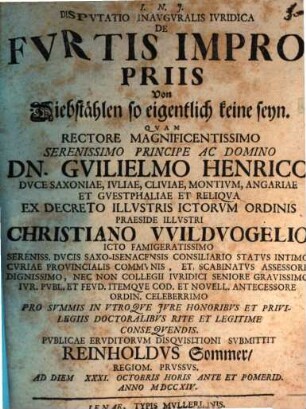 I. N. J.
DISPVTATIO INAVGVRALIS IVRIDICA
DE
FVRTIS IMPRO
PRIIS
Von
Diebstählen so eigentlich keine seyn.
QVAM
RECTORE MAGNIFICENTISSIMO
SERENISSIMO PRINCIPE AC DOMINO
DN. GVILIELMO HENRICO
DVCE SAXONIAE, IVLIAE, CLIVIAE, MONTIVM, ANGARIAE
ET GVESTPHALIAE ET RELIQVA
EX DECRETO ILLVSTRIS ICTORVM ORDINIS
PRAESIDE ILLVSTRI
CHRISTIANO VVILDVOGELIO
ICTO FAMIGERATISSIMO
SERENISS. DVCIS SAXO-ISENACENSIS CONSILIARIO STATVS INTIMO
CVRIAE PROVINCIALIS COMMVNIS, ET SCABINATVS ASSESSORE
DIGNISSIMO, NEC NON COLLEGII IVRIDICI SENIORE GRAVISSIMO
IVR. PVBL. ET FEVD. ITEMQVE COD. ET NOVELL. ANTECESSORE
ORDIN. CELEBERRIMO
PRO SVMMIS IN VTROQVE IVRE HONORIBVS ET PRIVI-
LEGIIS DOCTORALIBVS RITE ET LEGITIME
CONSEQVENDIS.
PVBLICAE ERVDITORVM DISQVISITIONI SVBMITTIT
REINHOLDVS Sommer/
REGIOM. PRVSSVS,
AD DIEM XXXI. OCTOBRIS HORIS ANTE ET POMERID.
ANNO MDCCXIV.
IENAE, TYPIS MVLLERIANIS.